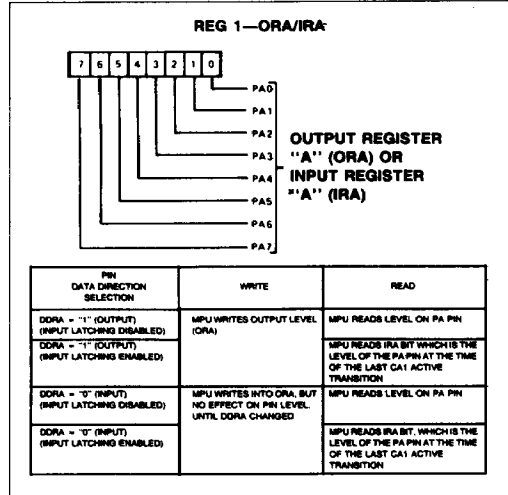 REG 1—ORA/IRA
7 6 5 4 3 2 1 0
PA0
PA1
PA2
PA3
PA4
PA5
PA6
PA7
OUTPUT REGISTER
"A" (ORA) OR
INPUT REGISTER
"A" (IRA)
PIN
DATA DIRECTION
SELECTION
WRITE
READ
DDRA = "1" (OUTPUT)
(INPUT LATCHING DISABLED)
MPU WRITES OUTPUT LEVEL
(ORA)
MPU READS LEVEL ON PA PIN
DDRA = "1" (OUTPUT)
(INPUT LATCHING ENABLED)
MPU READS IRA BIT WHICH IS THE
LEVEL OF THE PA PIN AT THE TIME
OF THE LAST CA1 ACTIVE
TRANSITION
DDRA = "0" (INPUT)
(INPUT LATCHING DISABLED)
MPU WRITES INTO ORA, BUT
NO EFFECT ON PIN LEVEL,
UNTIL DDRA CHANGED
MPU READS LEVEL ON PA PIN
DDRA = "0" (INPUT)
(INPUT LATCHING ENABLED)
MPU READS IRA BIT, WHICH IS THE
LEVEL OF THE PA PIN AT THE TIME
OF THE LAST CA1 ACTIVE
TRANSITION